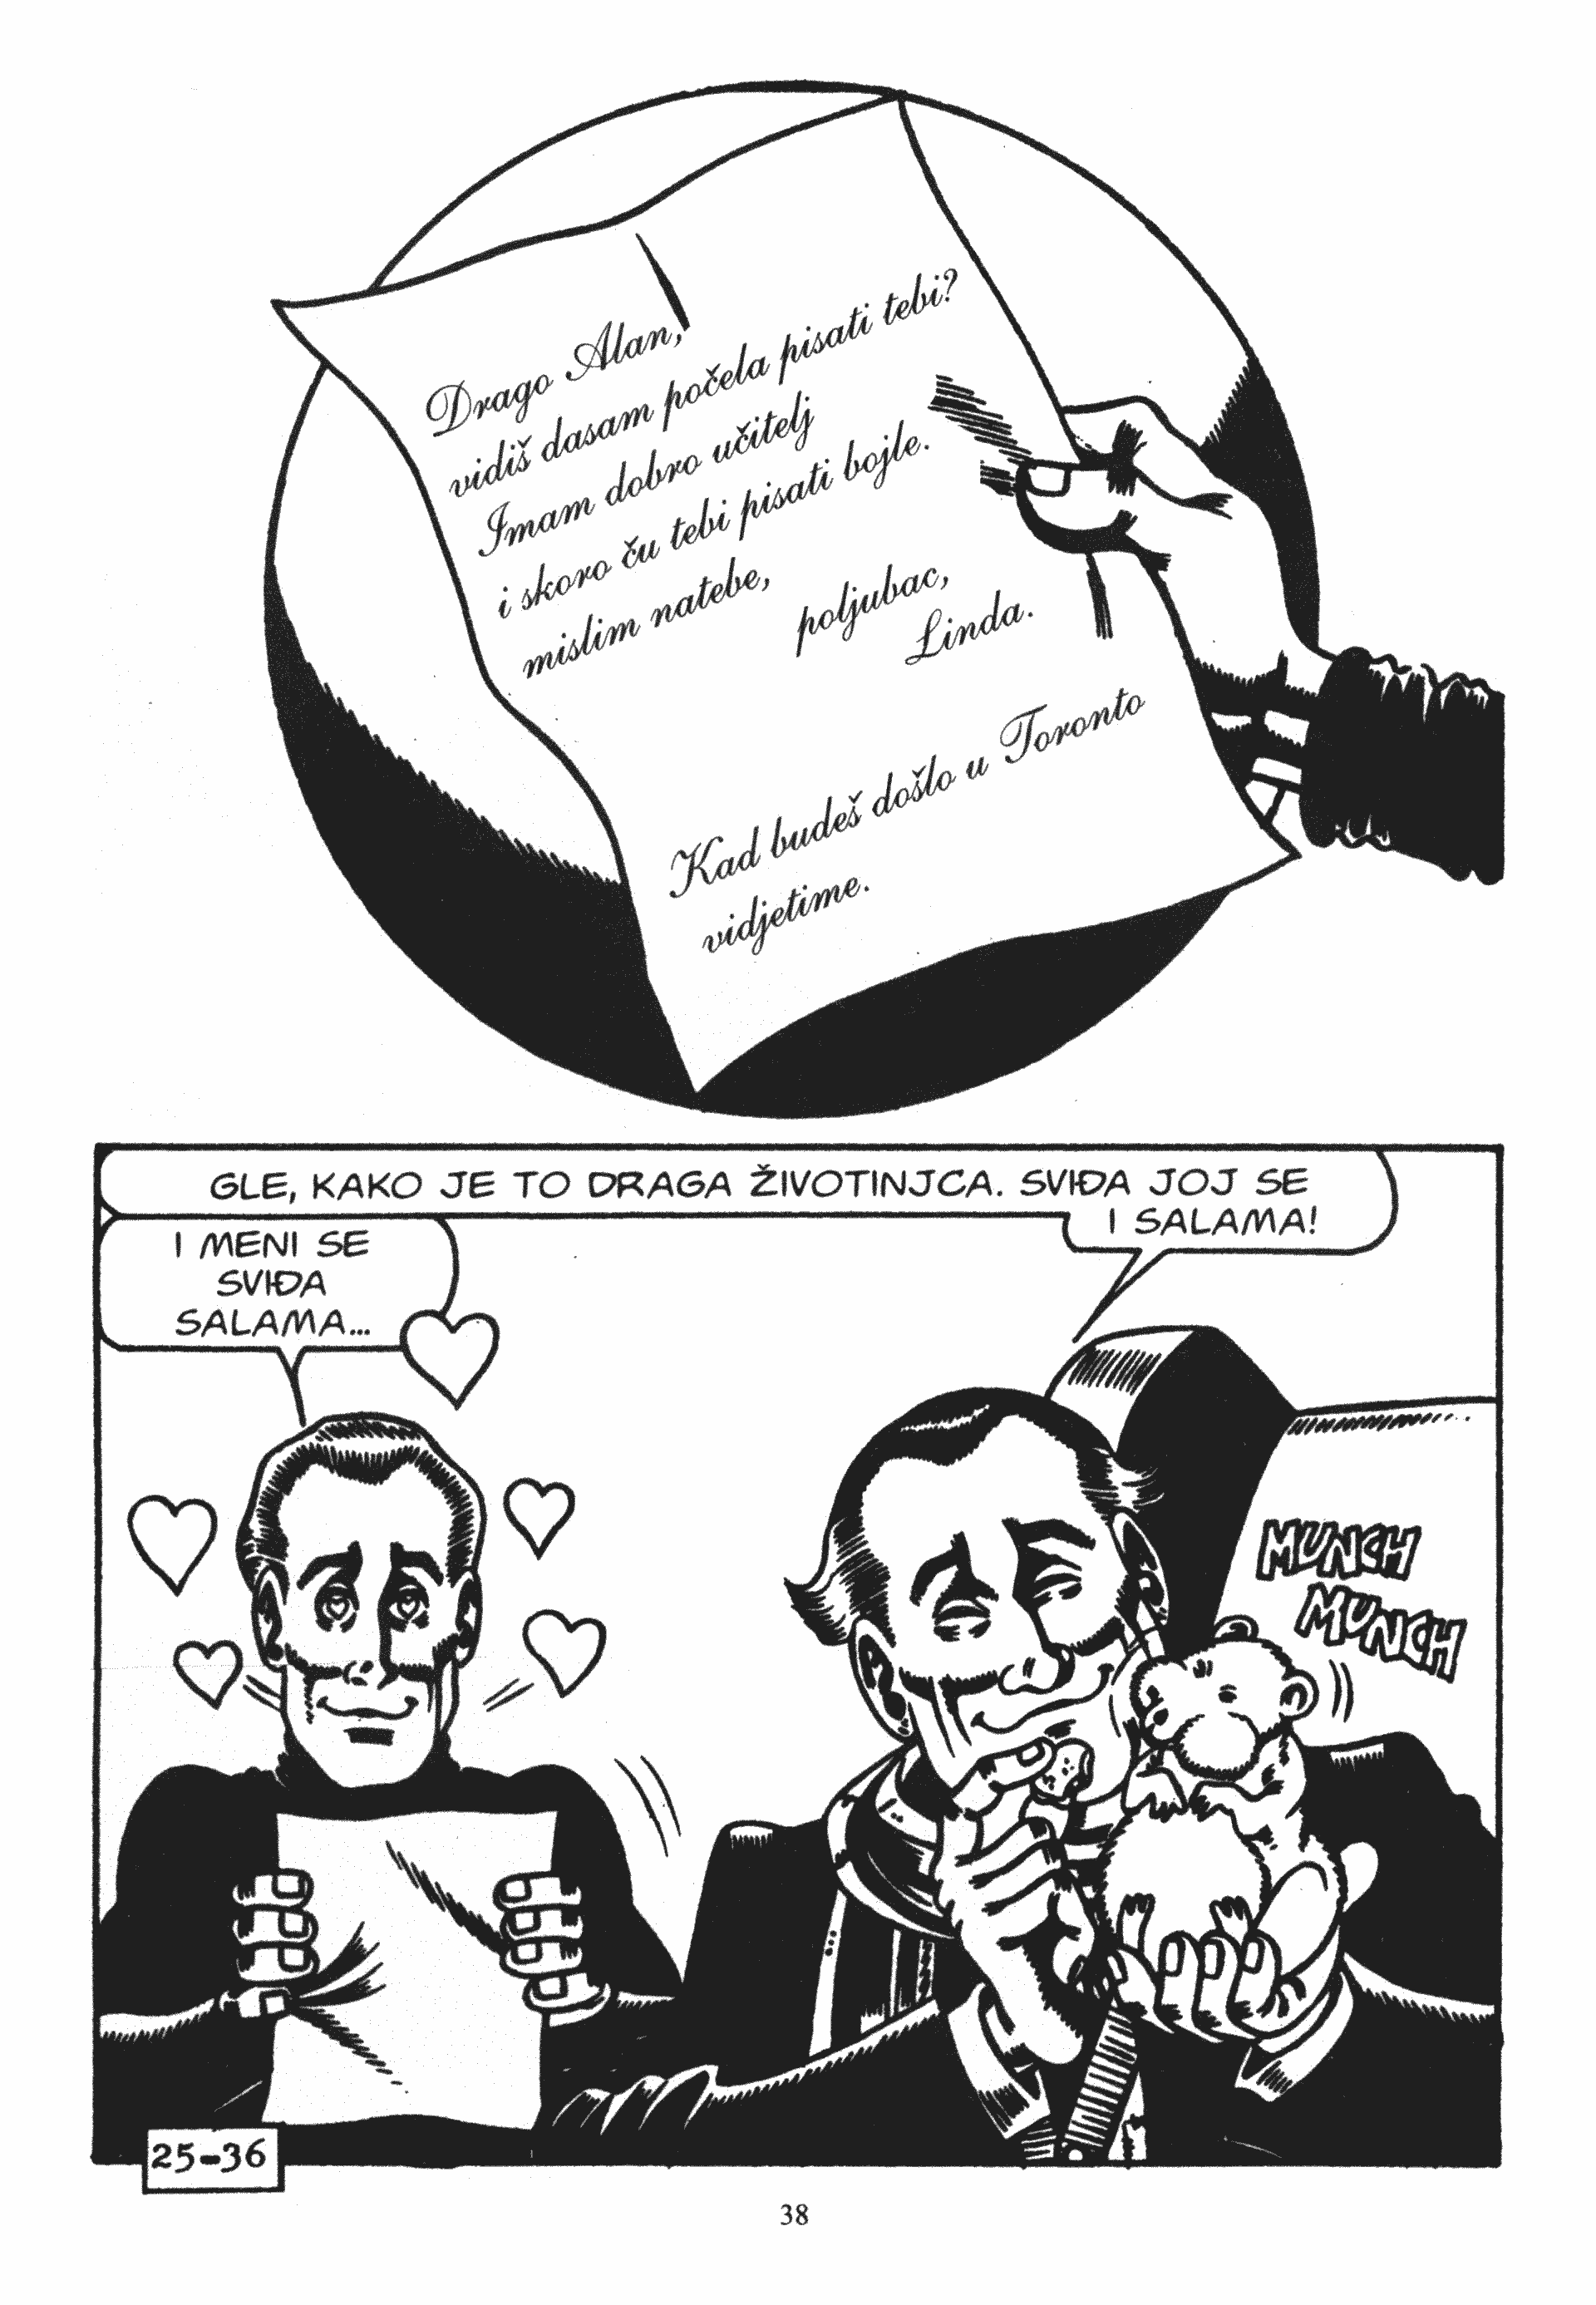 Drago Alan,
vidiš dasam počela pisati tebi?
Imam dobro učitelj
i skoro ču tebi pisati bojle.
mislim natebe,
poljubac,
Linda.
Kad budeš došlo u Toronto
vidjetime.
GLE, KAKO JE TO DRAGA ŽIVOTINJCA. SVIĐA JOJ SE
I SALAMA!
I MENI SE
SVIĐA
SALAMA...
MUNCH
MUNCH
25-36
38